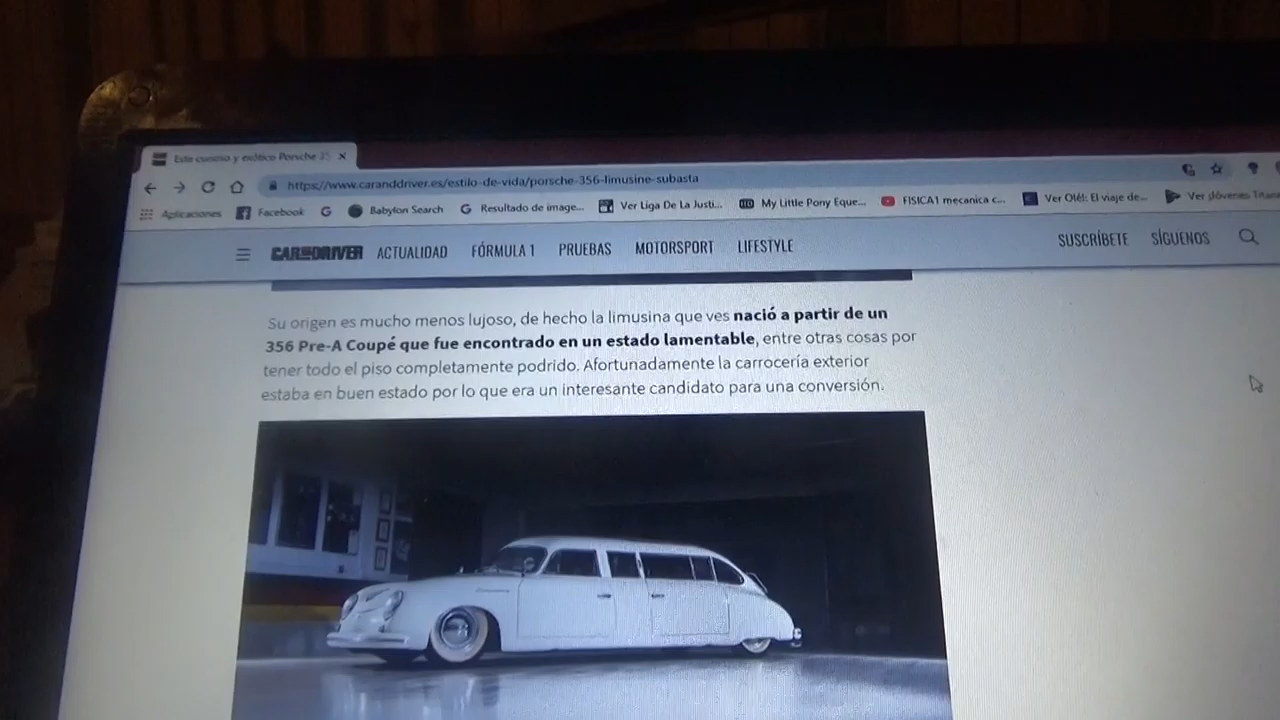 Este curioso y exótico Porsche 35
https://www.caranddriver.es/estilo-de-vida/porsche-356-limusine-subasta
Aplicaciones Facebook Babylon Search Resultado de image... Ver Liga De La Justi... My Little Pony Eque... FISICA1 mecanica c... Ver Olé!: El viaje de... Ver Jóvenes Titan
CAR AND DRIVER ACTUALIDAD FÓRMULA 1 PRUEBAS MOTORSPORT LIFESTYLE SUSCRÍBETE SÍGUENOS
Su origen es mucho menos lujoso, de hecho la limusina que ves nació a partir de un
356 Pre-A Coupé que fue encontrado en un estado lamentable, entre otras cosas por
tener todo el piso completamente podrido. Afortunadamente la carrocería exterior
estaba en buen estado por lo que era un interesante candidato para una conversión.